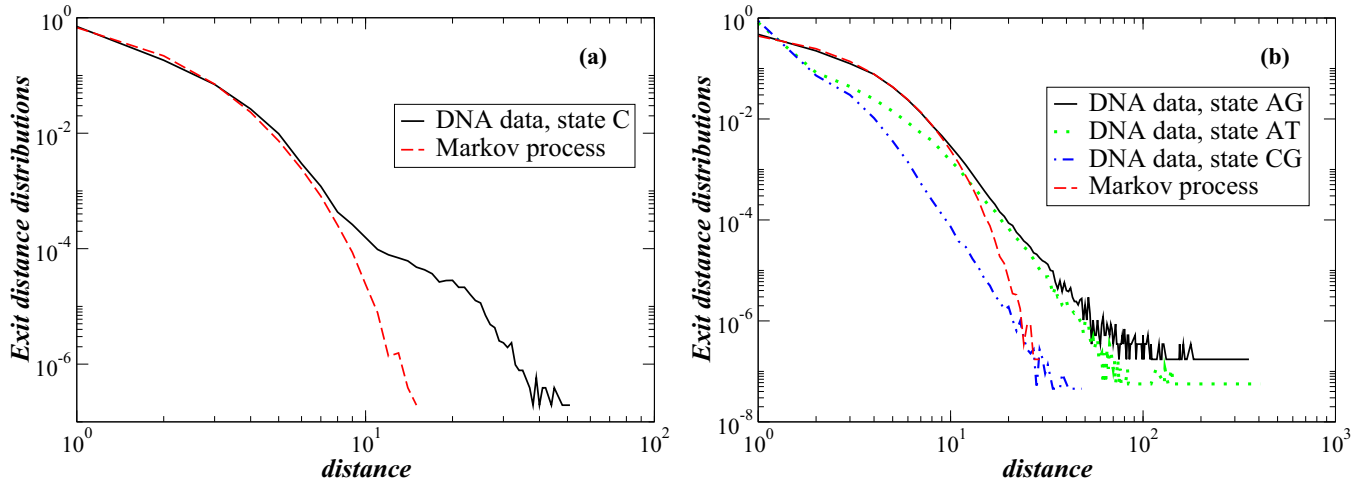 (a)
Exit distance distributions
10^0
10^-2
10^-4
10^-6
DNA data, state C
Markov process
10^0
10^1
10^2
distance
(b)
Exit distance distributions
10^0
10^-2
10^-4
10^-6
10^-8
DNA data, state AG
DNA data, state AT
DNA data, state CG
Markov process
10^0
10^1
10^2
10^3
distance